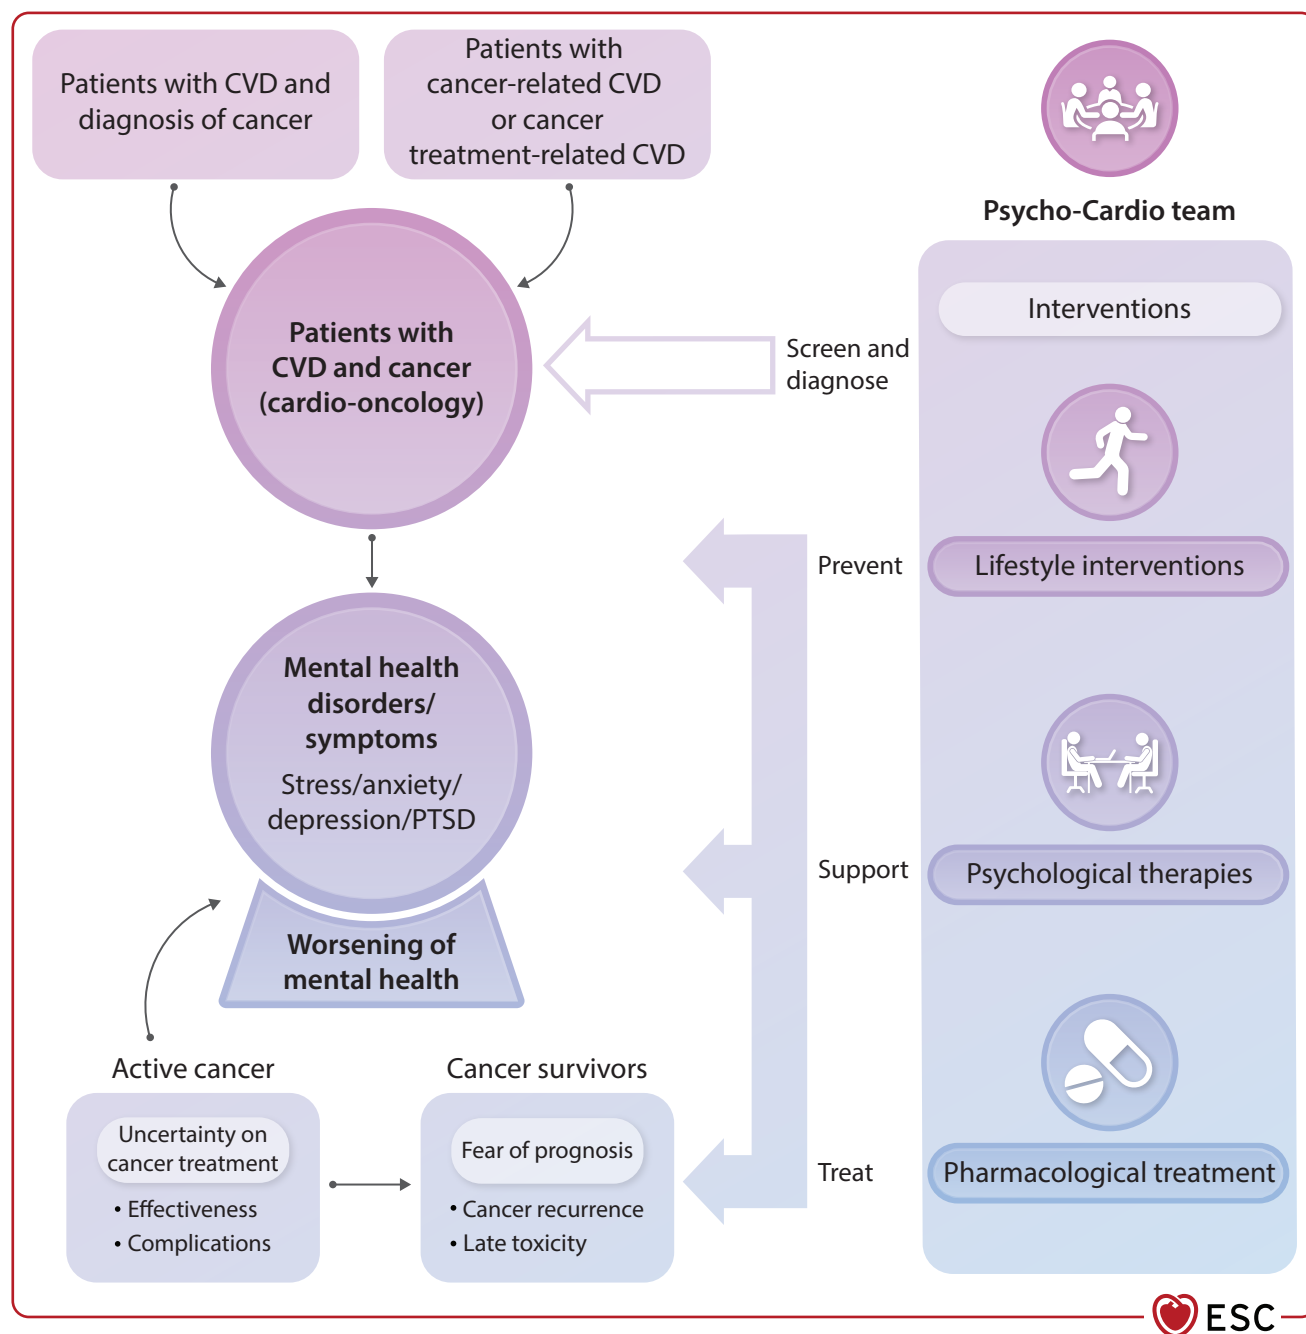 Patients with CVD and
diagnosis of cancer
Patients with
cancer-related CVD
or cancer
treatment-related CVD
Psycho-Cardio team
Patients with
CVD and cancer
(cardio-oncology)
Screen and
diagnose
Interventions
Prevent
Lifestyle interventions
Mental health
disorders/
symptoms
Stress/anxiety/
depression/PTSD
Support
Psychological therapies
Worsening of
mental health
Active cancer
Uncertainty on
cancer treatment
• Effectiveness
• Complications
Cancer survivors
Fear of prognosis
• Cancer recurrence
• Late toxicity
Treat
Pharmacological treatment
ESC